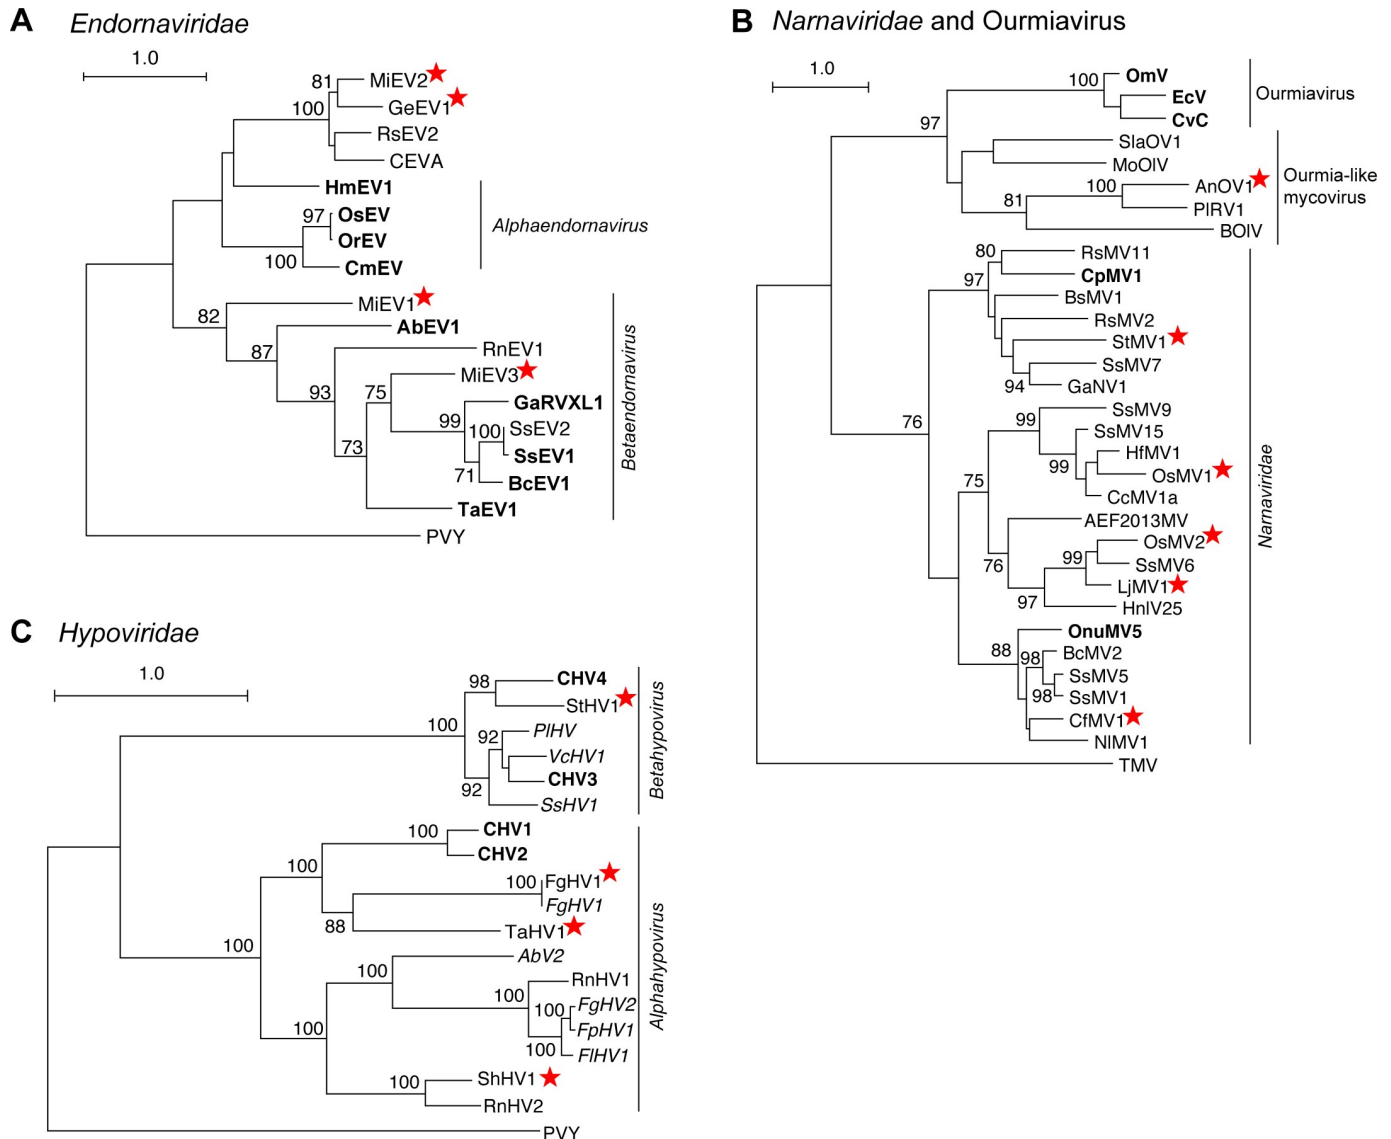 A
Endornaviridae
1.0
81
MiEV2
GeEV1
100
RsEV2
CEVA
HmEV1
97
OsEV
OrEV
100
CmEV
Alphaendornavirus
MiEV1
82
AbEV1
87
RnEV1
MiEV3
93
75
GaRVXL1
99
100
SsEV2
SsEV1
73
71
BcEV1
TaEV1
Betaendornavirus
PVY
B
Narnaviridae and Ourmiavirus
1.0
100
OmV
EcV
CvC
Ourmiavirus
97
SlaOV1
MoOlV
100
AnOV1
81
PlRV1
BOlV
Ourmia-like
mycovirus
80
RsMV11
97
CpMV1
BsMV1
RsMV2
StMV1
SsMV7
94
GaNV1
76
99
SsMV9
SsMV15
HfMV1
99
OsMV1
CcMV1a
75
AEF2013MV
OsMV2
99
76
SsMV6
LjMV1
97
HnlV25
OnuMV5
88
98
BcMV2
SsMV5
98
SsMV1
CfMV1
NlMV1
Narnaviridae
TMV
C
Hypoviridae
1.0
98
CHV4
StHV1
100
92
PlHV
VcHV1
CHV3
92
SsHV1
Betahypovirus
100
CHV1
CHV2
100
100
FgHV1
FgHV1
88
TaHV1
100
AbV2
100
RnHV1
100
100
FgHV2
FpHV1
100
FlHV1
100
100
ShHV1
RnHV2
Alphahypovirus
PVY